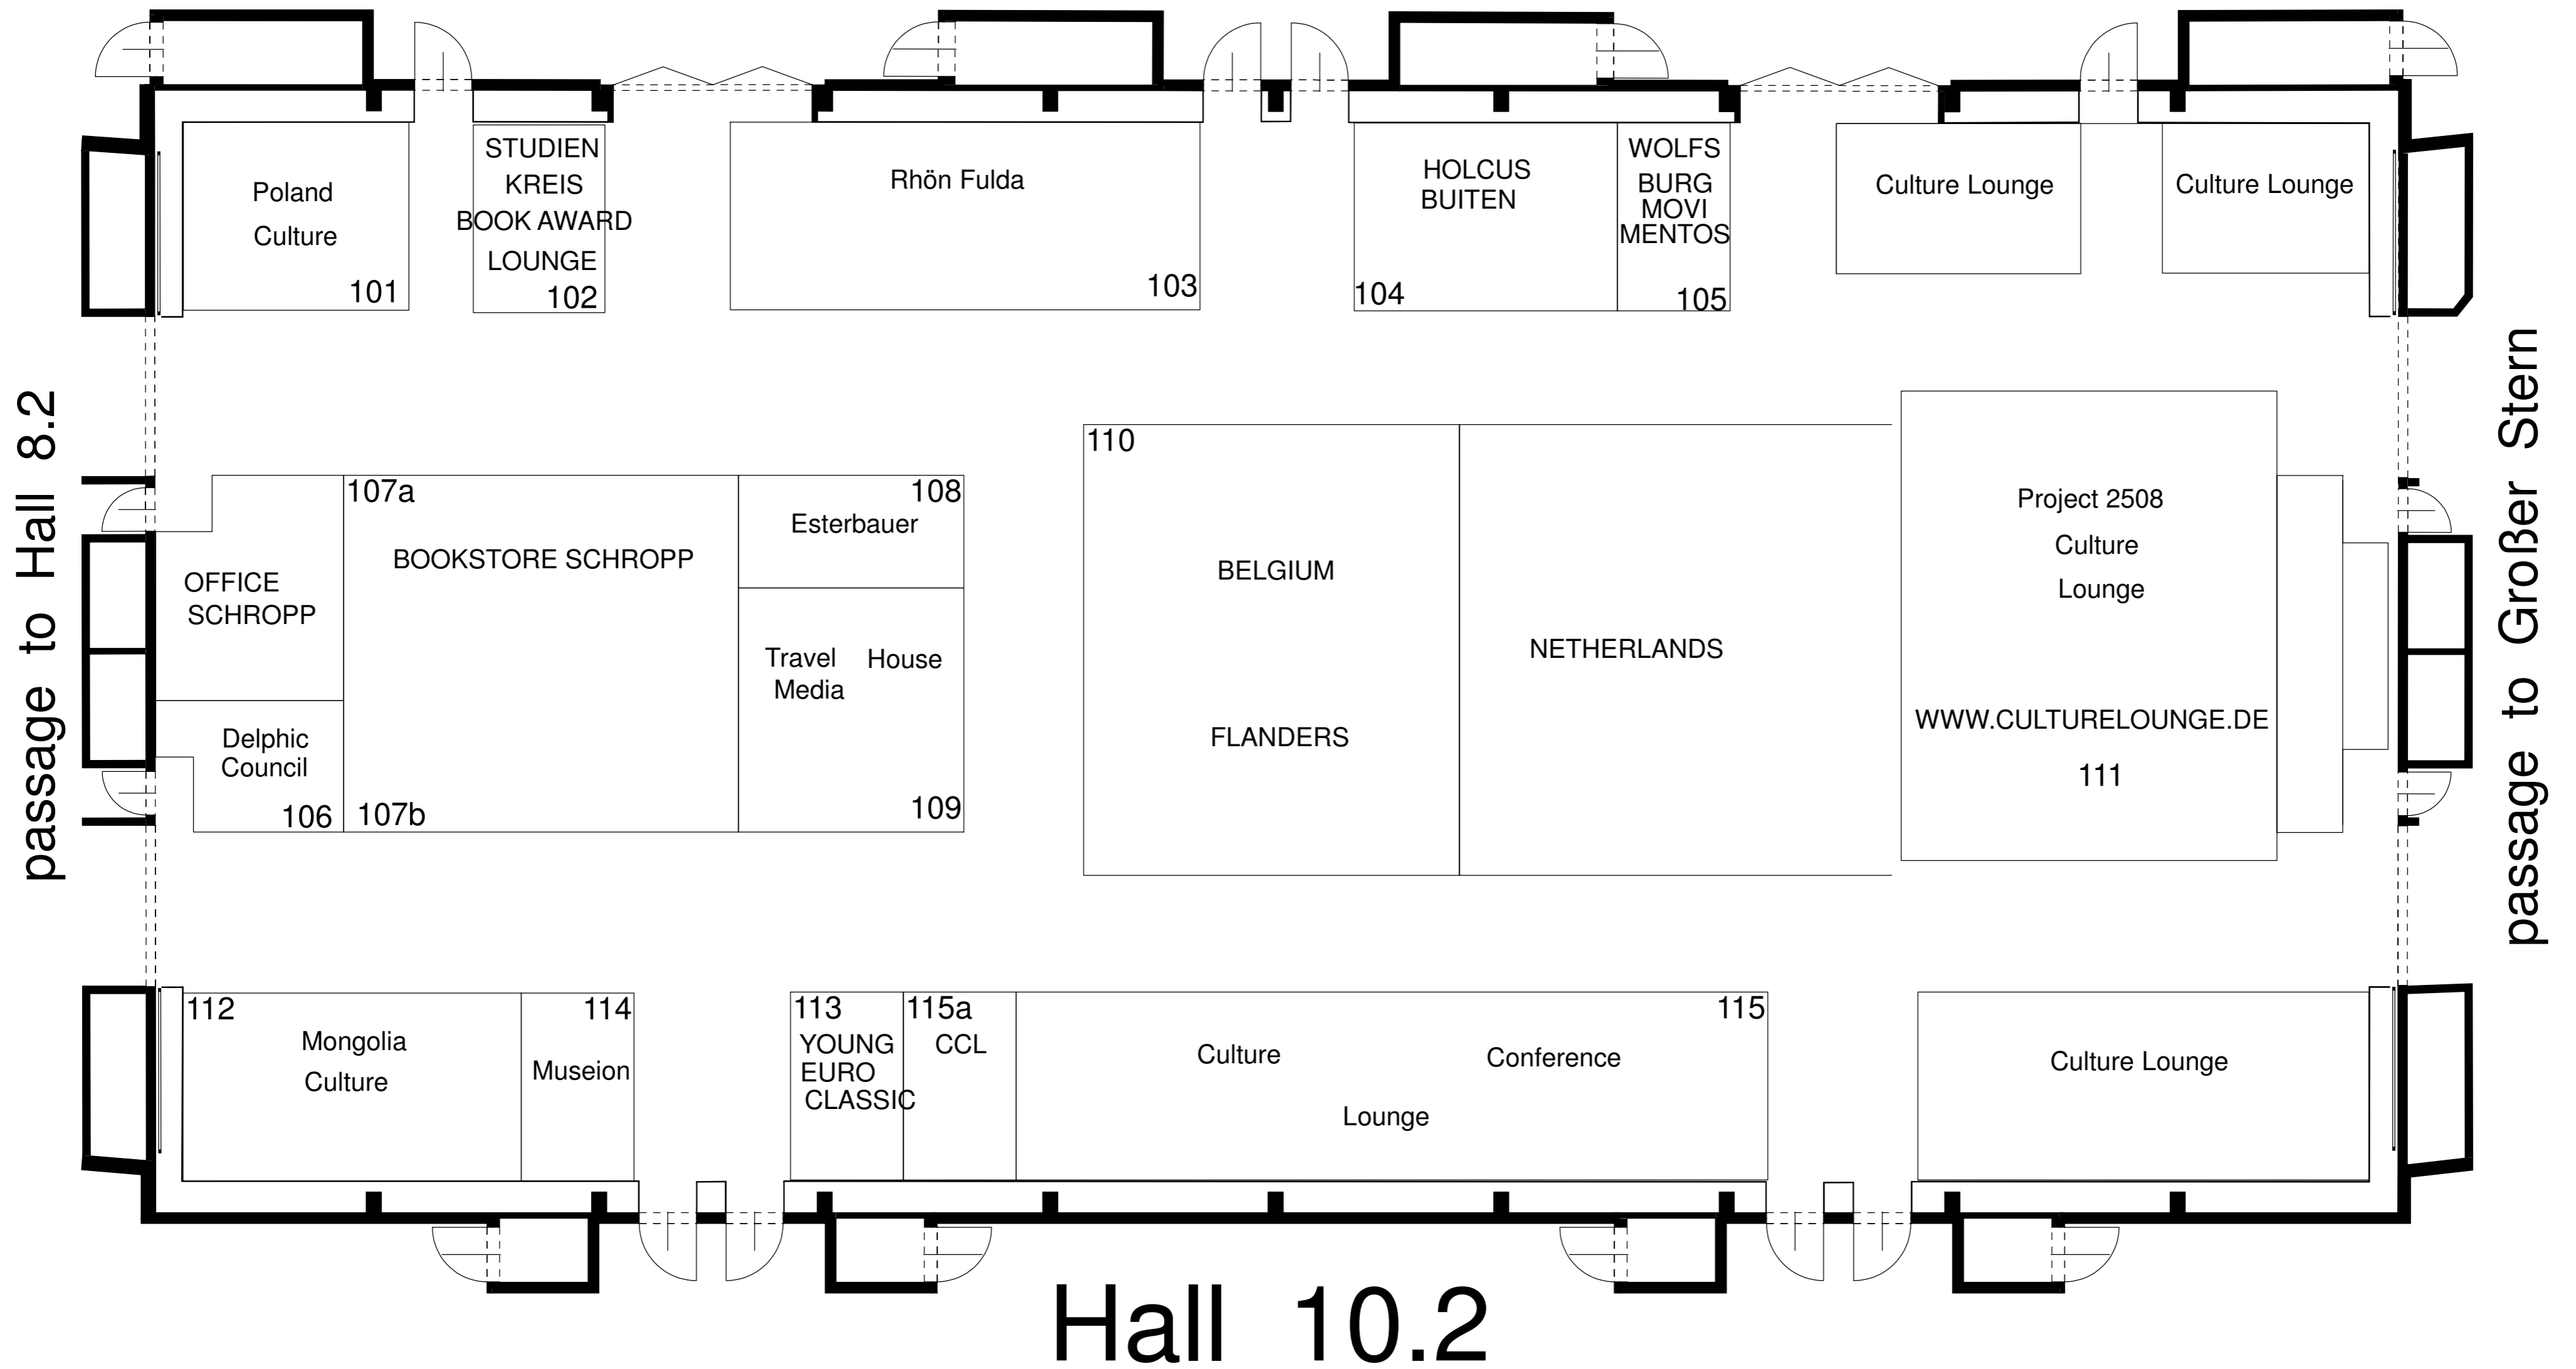 Poland
Culture
101
STUDIEN
KREIS
BOOK AWARD
LOUNGE
102
Rhön Fulda
103
HOLCUS
BUITEN
104
WOLFS
BURG
MOVI
MENTOS
105
Culture Lounge
Culture Lounge
passage to Hall 8.2
OFFICE
SCHROPP
Delphic
Council
106
107a
BOOKSTORE SCHROPP
107b
108
Esterbauer
Travel House
Media
109
110
BELGIUM
FLANDERS
NETHERLANDS
Project 2508
Culture
Lounge
WWW.CULTURELOUNGE.DE
111
passage to Großer Stern
112
Mongolia
Culture
114
Museion
113
YOUNG
EURO
CLASSIC
115a
CCL
115
Culture Conference
Lounge
Culture Lounge
Hall 10.2